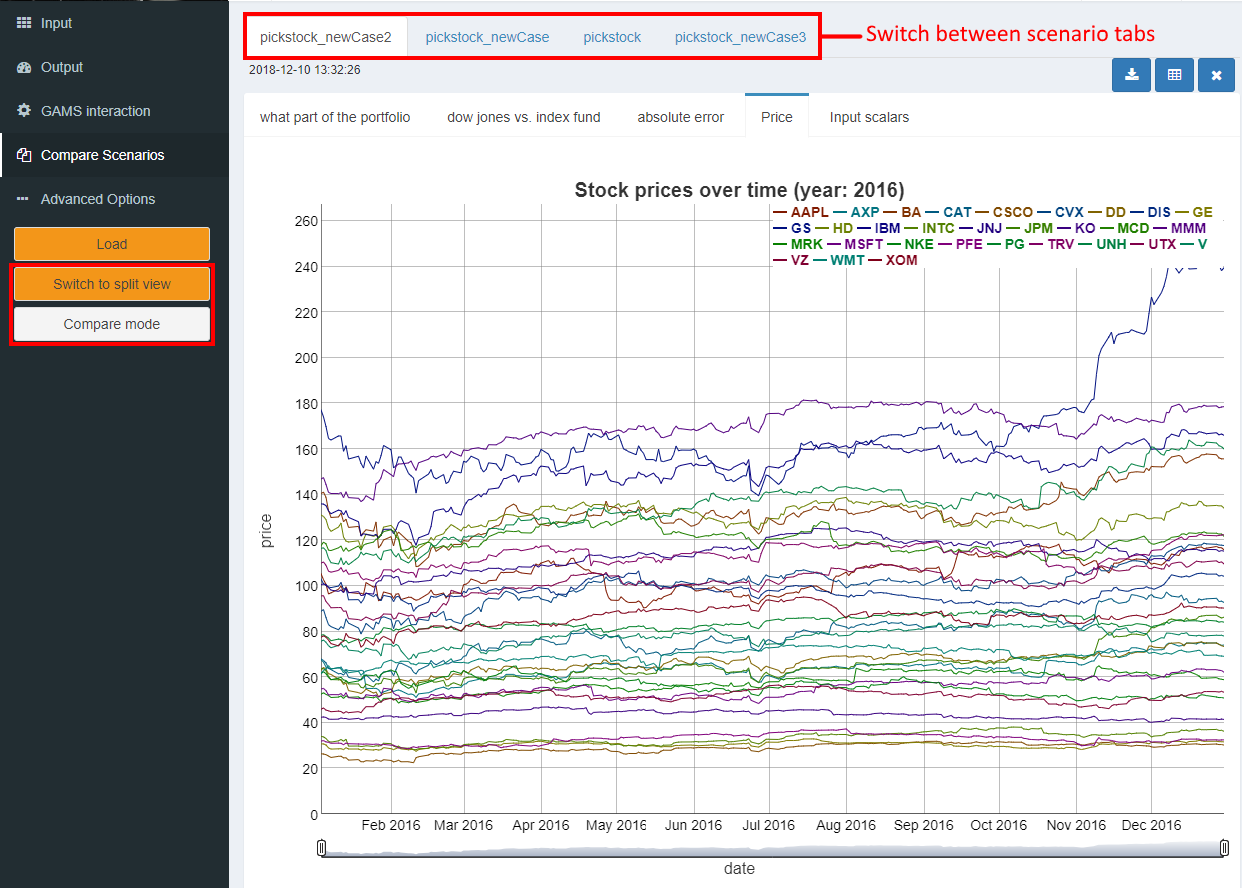 Input
Output
GAMS interaction
Compare Scenarios
Advanced Options
Load
Switch to split view
Compare mode
pickstock_newCase2 pickstock_newCase pickstock pickstock_newCase3
Switch between scenario tabs
2018-12-10 13:32:26
what part of the portfolio dow jones vs. index fund absolute error Price Input scalars
Stock prices over time (year: 2016)
AAPL AXP BA CAT CSCO CVX DD DIS GE
GS HD IBM INTC JNJ JPM KO MCD MMM
MRK MSFT NKE PFE PG TRV UNH UTX V
VZ WMT XOM
260
240
220
200
180
160
140
120
100
80
60
40
20
0
price
Feb 2016 Mar 2016 Apr 2016 May 2016 Jun 2016 Jul 2016 Aug 2016 Sep 2016 Oct 2016 Nov 2016 Dec 2016
date